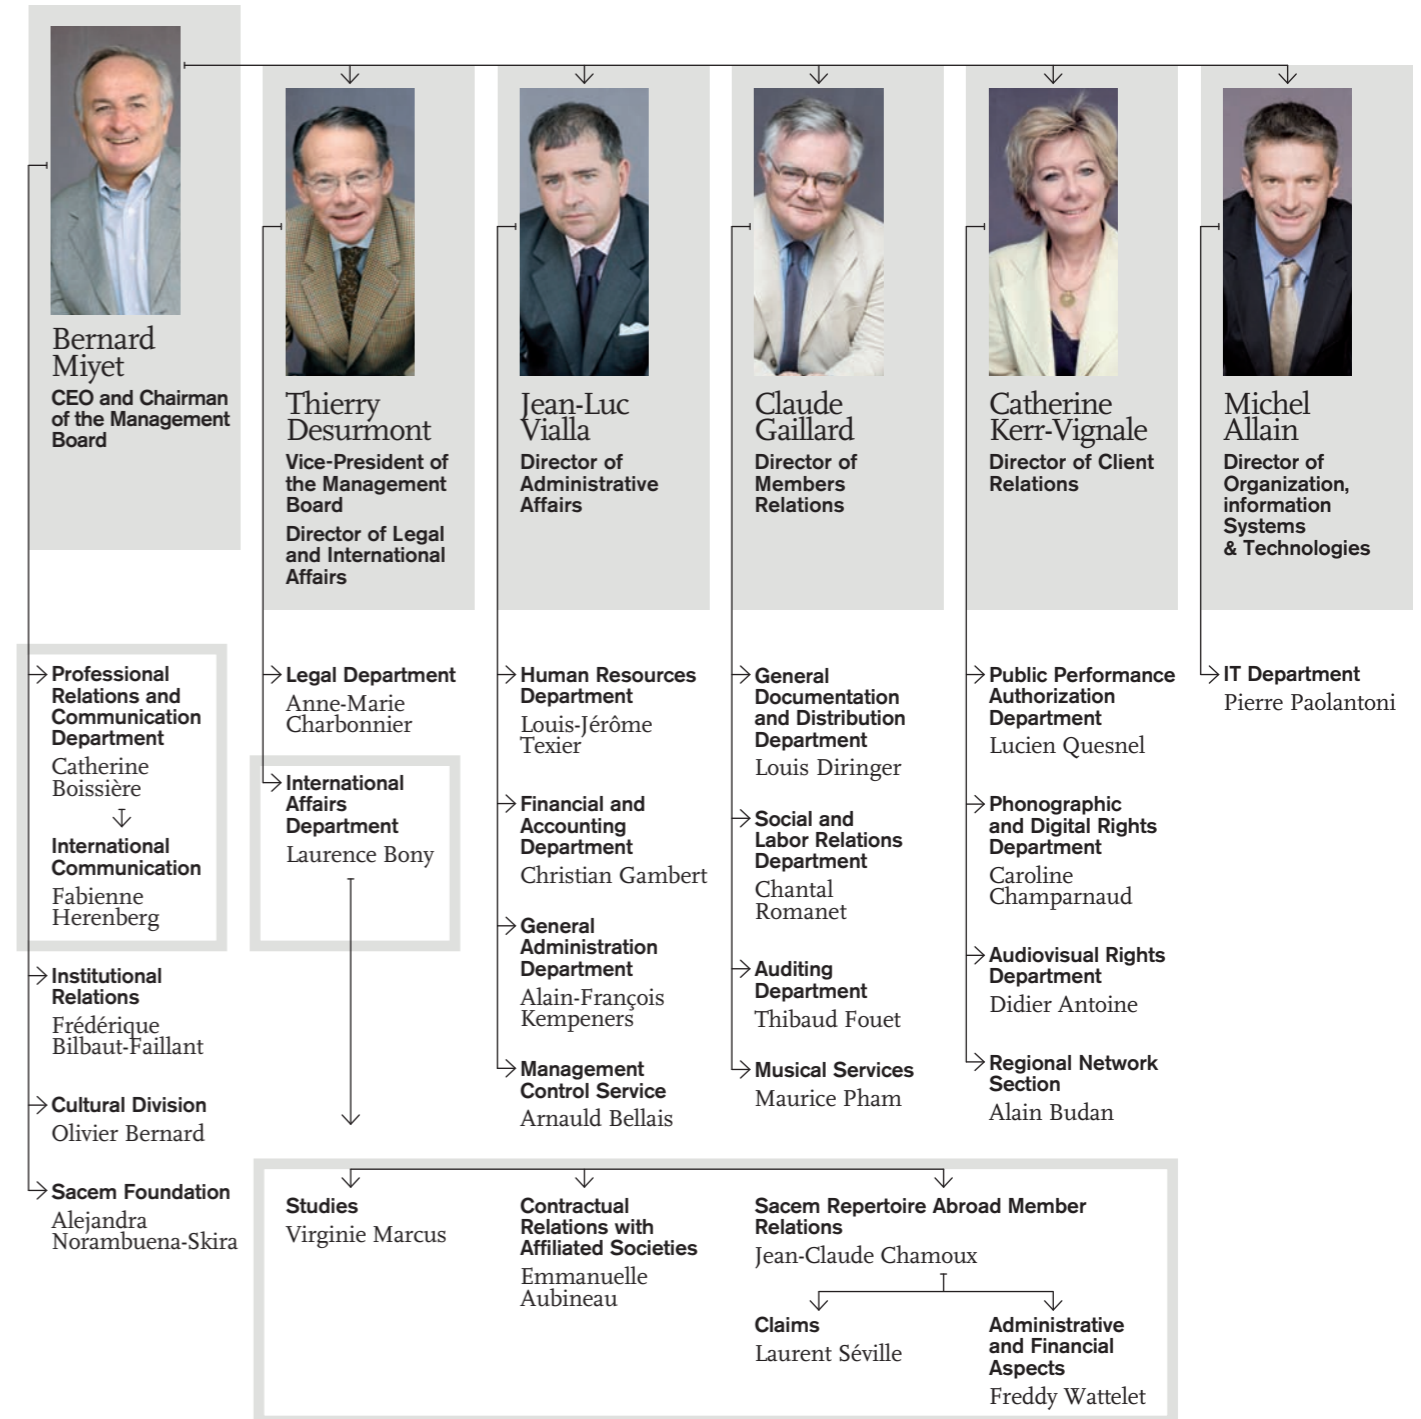 Bernard
Miyet
CEO and Chairman
of the Management
Board
Thierry
Desurmont
Vice-President of
the Management
Board
Director of Legal
and International
Affairs
Jean-Luc
Vialla
Director of
Administrative
Affairs
Claude
Gaillard
Director of
Members
Relations
Catherine
Kerr-Vignale
Director of Client
Relations
Michel
Allain
Director of
Organization,
information
Systems
& Technologies
Professional
Relations and
Communication
Department
Catherine
Boissière
International
Communication
Fabienne
Herenberg
Institutional
Relations
Frédérique
Bilbaut-Faillant
Cultural Division
Olivier Bernard
Sacem Foundation
Alejandra
Norambuena-Skira
Legal Department
Anne-Marie
Charbonnier
International
Affairs
Department
Laurence Bony
Human Resources
Department
Louis-Jérôme
Texier
Financial and
Accounting
Department
Christian Gambert
General
Administration
Department
Alain-François
Kempeners
Management
Control Service
Arnauld Bellais
General
Documentation
and Distribution
Department
Louis Diringer
Social and
Labor Relations
Department
Chantal
Romanet
Auditing
Department
Thibaud Fouet
Musical Services
Maurice Pham
Public Performance
Authorization
Department
Lucien Quesnel
Phonographic
and Digital Rights
Department
Caroline
Champarnaud
Audiovisual Rights
Department
Didier Antoine
Regional Network
Section
Alain Budan
IT Department
Pierre Paolantoni
Studies
Virginie Marcus
Contractual
Relations with
Affiliated Societies
Emmanuelle
Aubineau
Sacem Repertoire Abroad Member
Relations
Jean-Claude Chamoux
Claims
Laurent Séville
Administrative
and Financial
Aspects
Freddy Wattelet